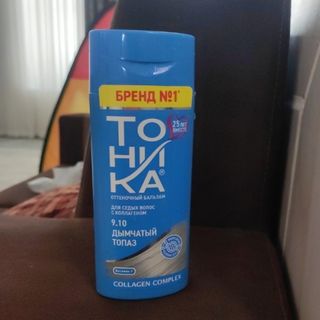 БРЕНД №1
ТО
НИ
КА®
25 ЛЕТ
ВМЕСТЕ
ОТТЕНОЧНЫЙ БАЛЬЗАМ
ДЛЯ СЕДЫХ ВОЛОС
С КОЛЛАГЕНОМ
9.10
ДЫМЧАТЫЙ
ТОПАЗ
COLLAGEN COMPLEX